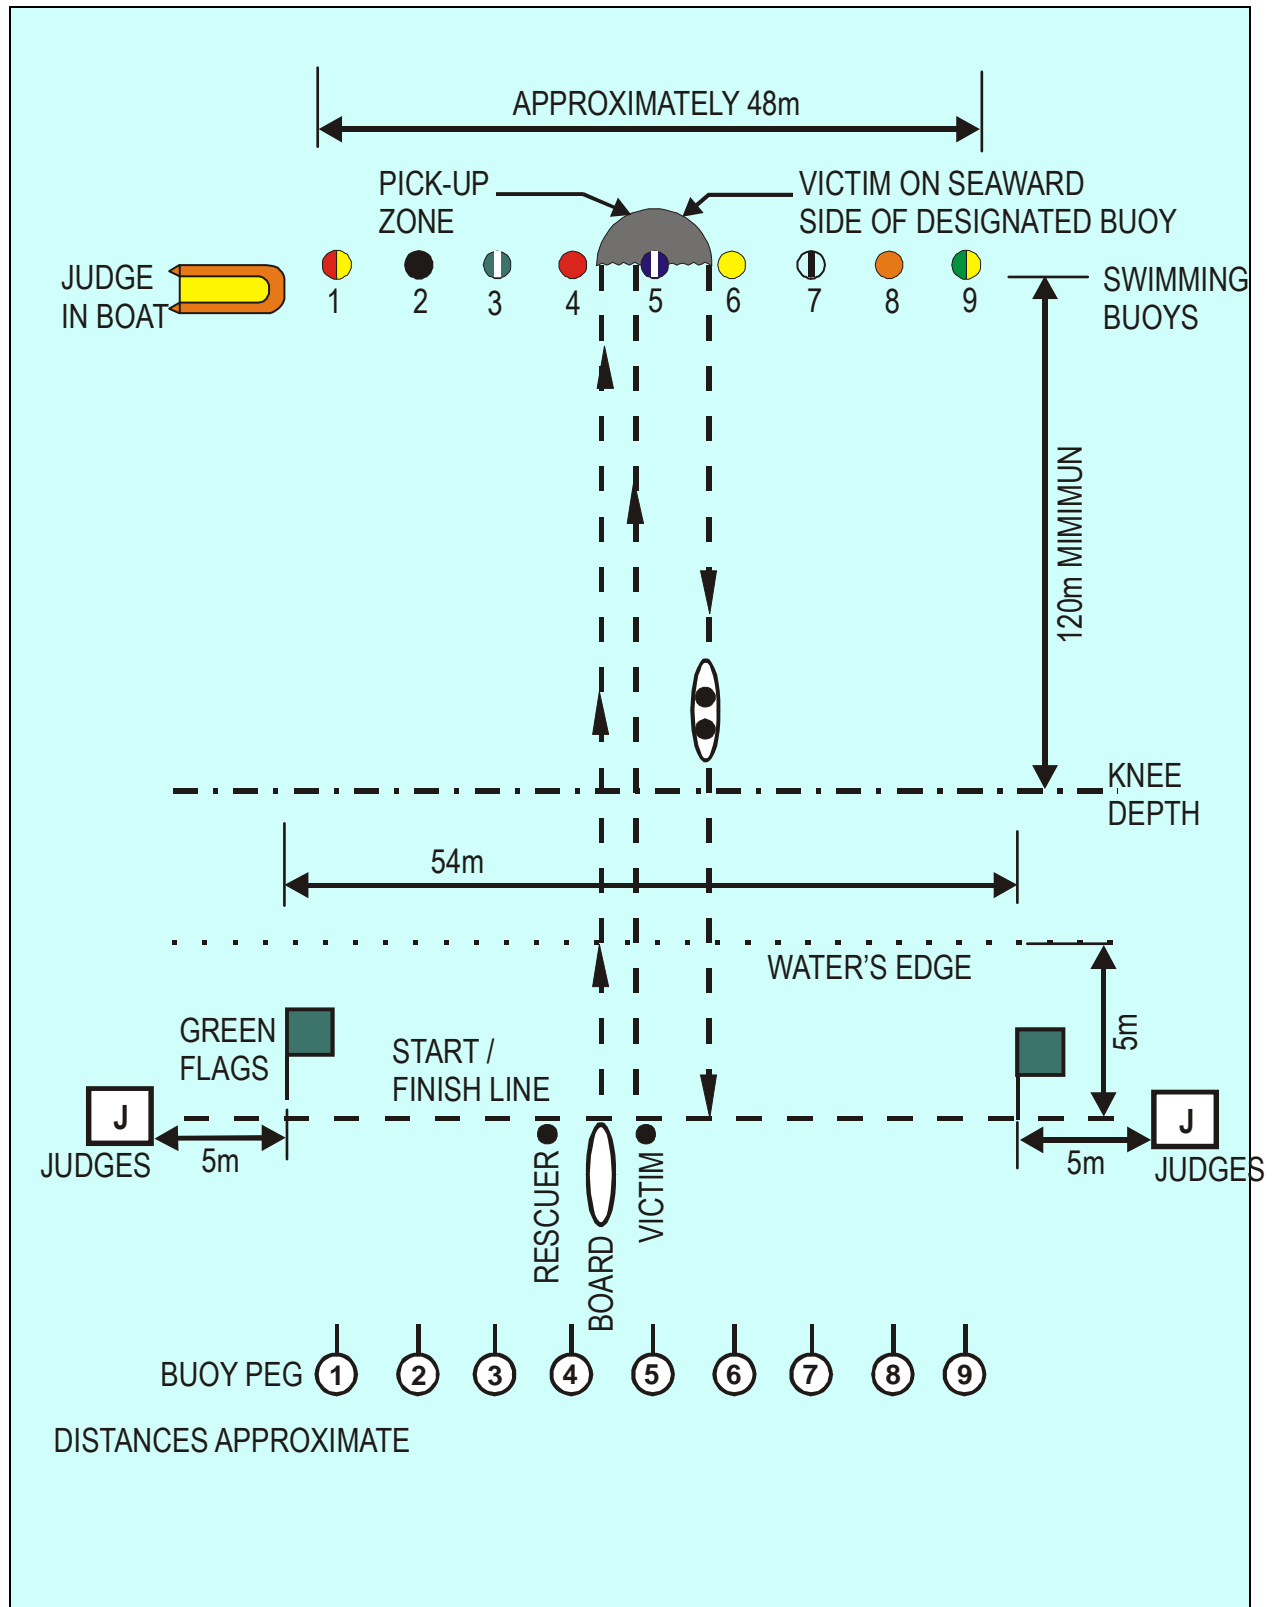 APPROXIMATELY 48m
PICK-UP
ZONE
VICTIM ON SEAWARD
SIDE OF DESIGNATED BUOY
JUDGE
IN BOAT
1 2 3 4 5 6 7 8 9
SWIMMING
BUOYS
120m MIMIMUN
KNEE
DEPTH
54m
WATER'S EDGE
GREEN
FLAGS
START /
FINISH LINE
5m
J
JUDGES
5m
RESCUER
BOARD
VICTIM
5m
J
JUDGES
BUOY PEG 1 2 3 4 5 6 7 8 9
DISTANCES APPROXIMATE